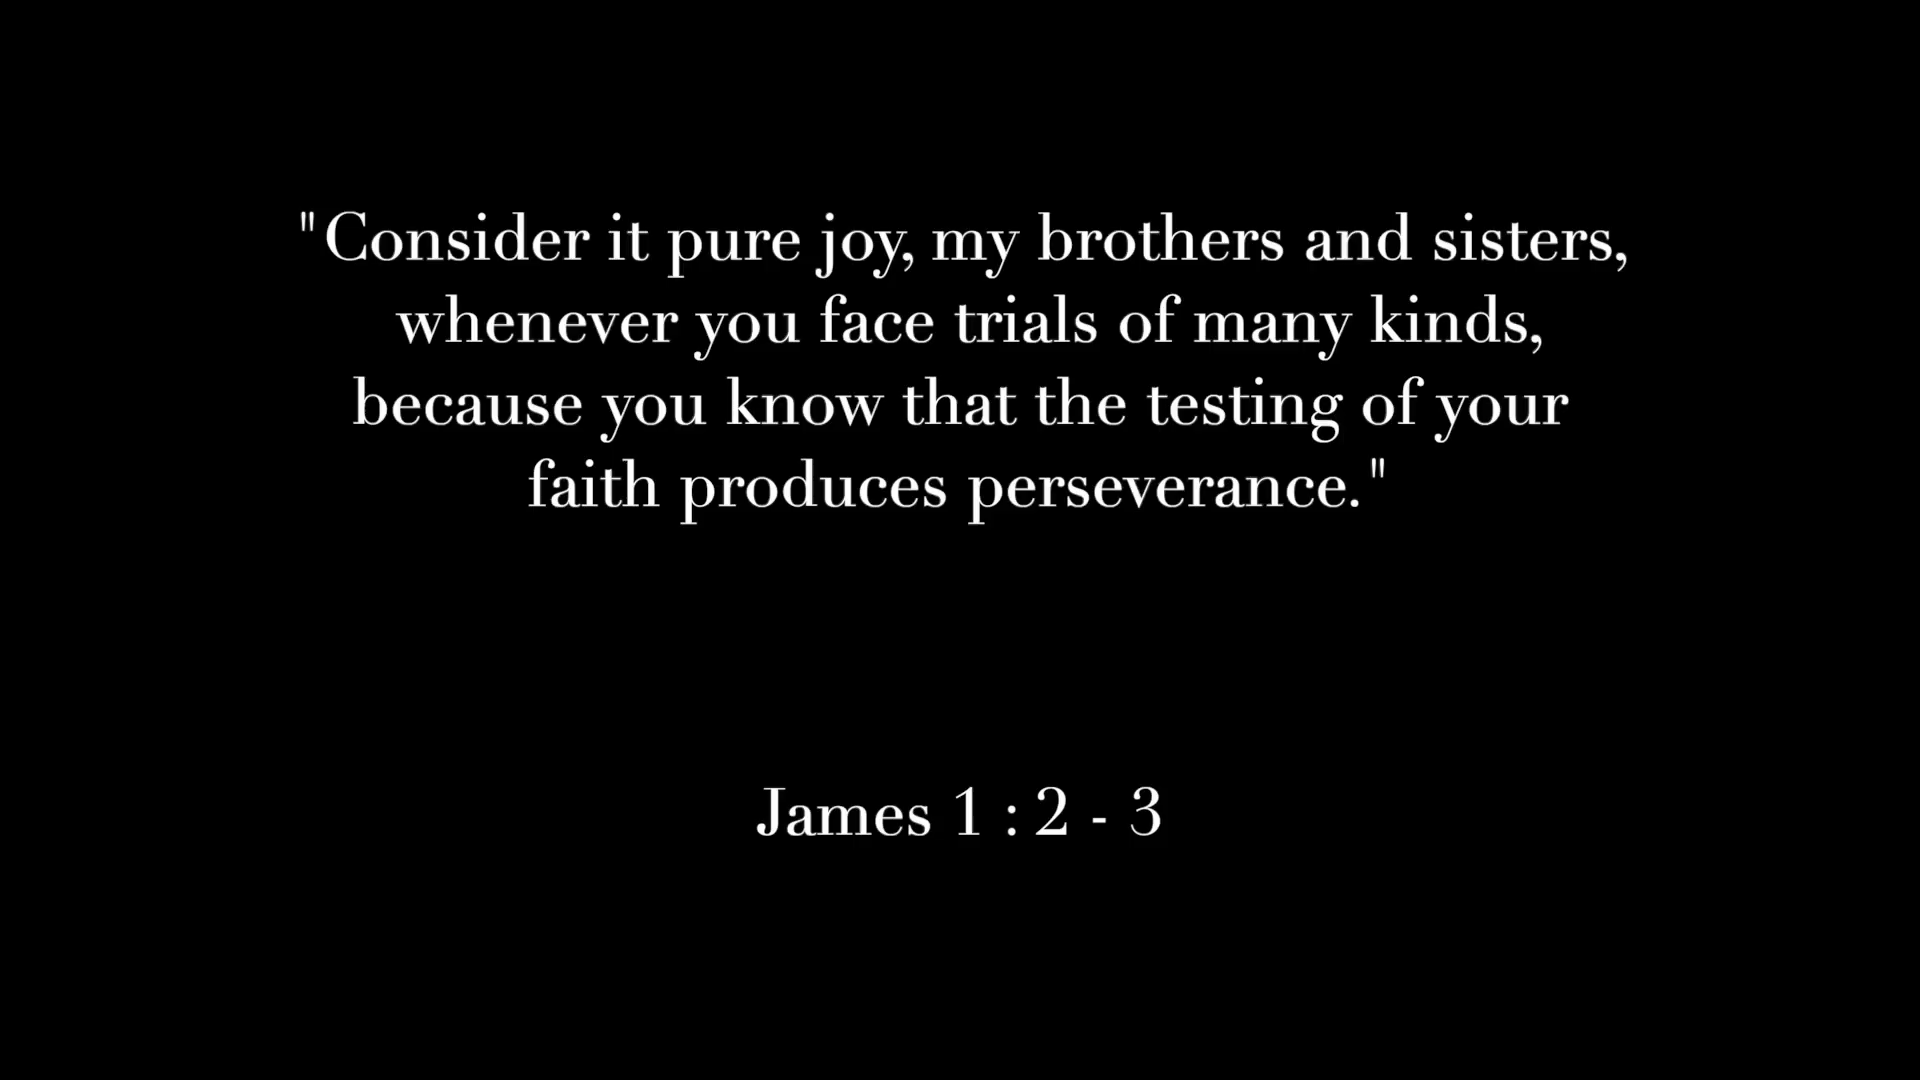 "Consider it pure joy, my brothers and sisters,
whenever you face trials of many kinds,
because you know that the testing of your
faith produces perseverance."
James 1 : 2 - 3